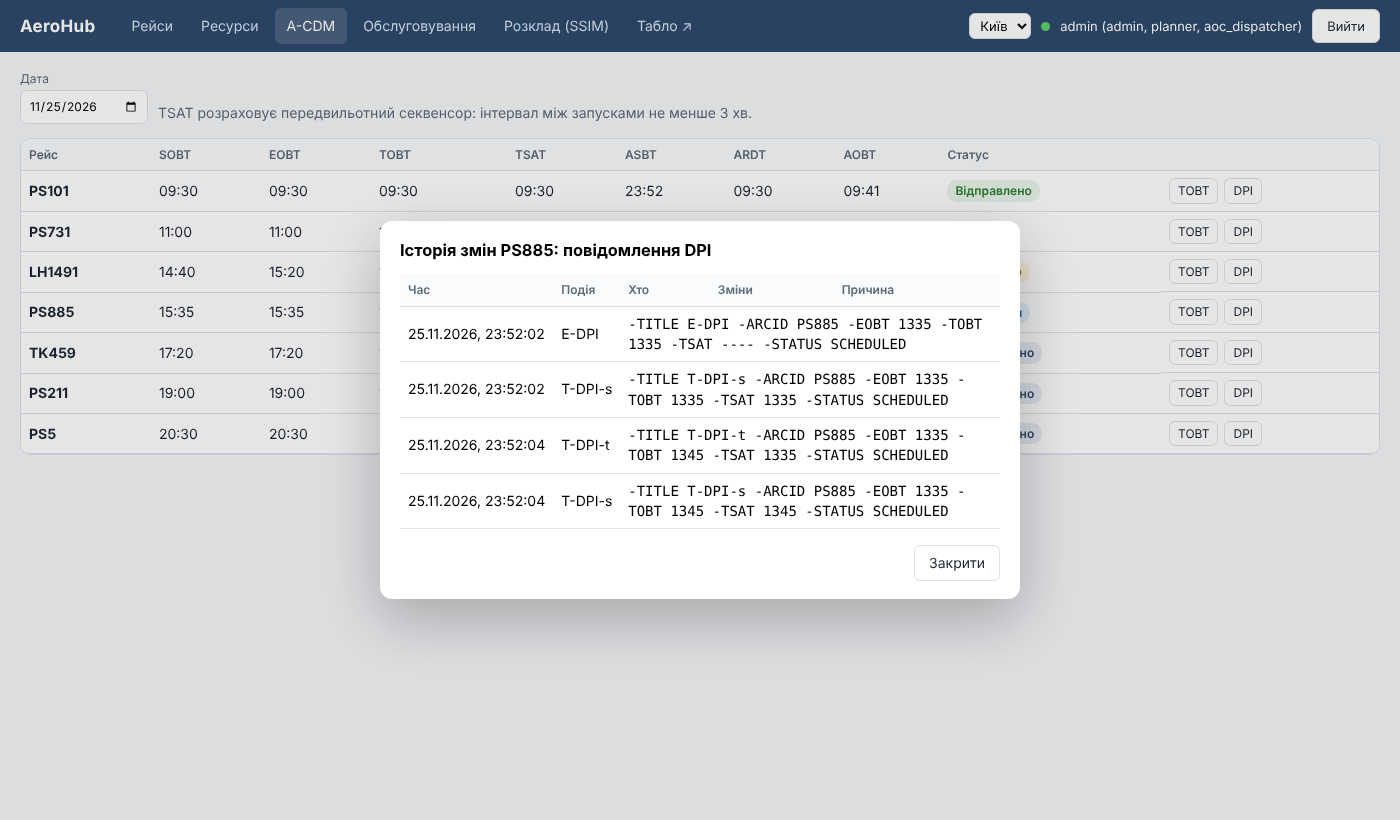 AeroHub Рейси Ресурси A-CDM Обслуговування Розклад (SSIM) Табло ↗ Київ admin (admin, planner, aoc_dispatcher) Вийти
Дата
11/25/2026 TSAT розраховує передвильотний секвенсор: інтервал між запусками не менше 3 хв.
Рейс SOBT EOBT TOBT TSAT ASBT ARDT AOBT Статус
PS101 09:30 09:30 09:30 09:30 23:52 09:30 09:41 Відправлено TOBT DPI
PS731 11:00 11:00 TOBT DPI
LH1491 14:40 15:20 TOBT DPI
PS885 15:35 15:35 TOBT DPI
TK459 17:20 17:20 но TOBT DPI
PS211 19:00 19:00 но TOBT DPI
PS5 20:30 20:30 но TOBT DPI
Історія змін PS885: повідомлення DPI
Час Подія Хто Зміни Причина
25.11.2026, 23:52:02 E-DPI -TITLE E-DPI -ARCID PS885 -EOBT 1335 -TOBT
1335 -TSAT ---- -STATUS SCHEDULED
25.11.2026, 23:52:02 T-DPI-s -TITLE T-DPI-s -ARCID PS885 -EOBT 1335 -
TOBT 1335 -TSAT 1335 -STATUS SCHEDULED
25.11.2026, 23:52:04 T-DPI-t -TITLE T-DPI-t -ARCID PS885 -EOBT 1335 -
TOBT 1345 -TSAT 1335 -STATUS SCHEDULED
25.11.2026, 23:52:04 T-DPI-s -TITLE T-DPI-s -ARCID PS885 -EOBT 1335 -
TOBT 1345 -TSAT 1345 -STATUS SCHEDULED
Закрити